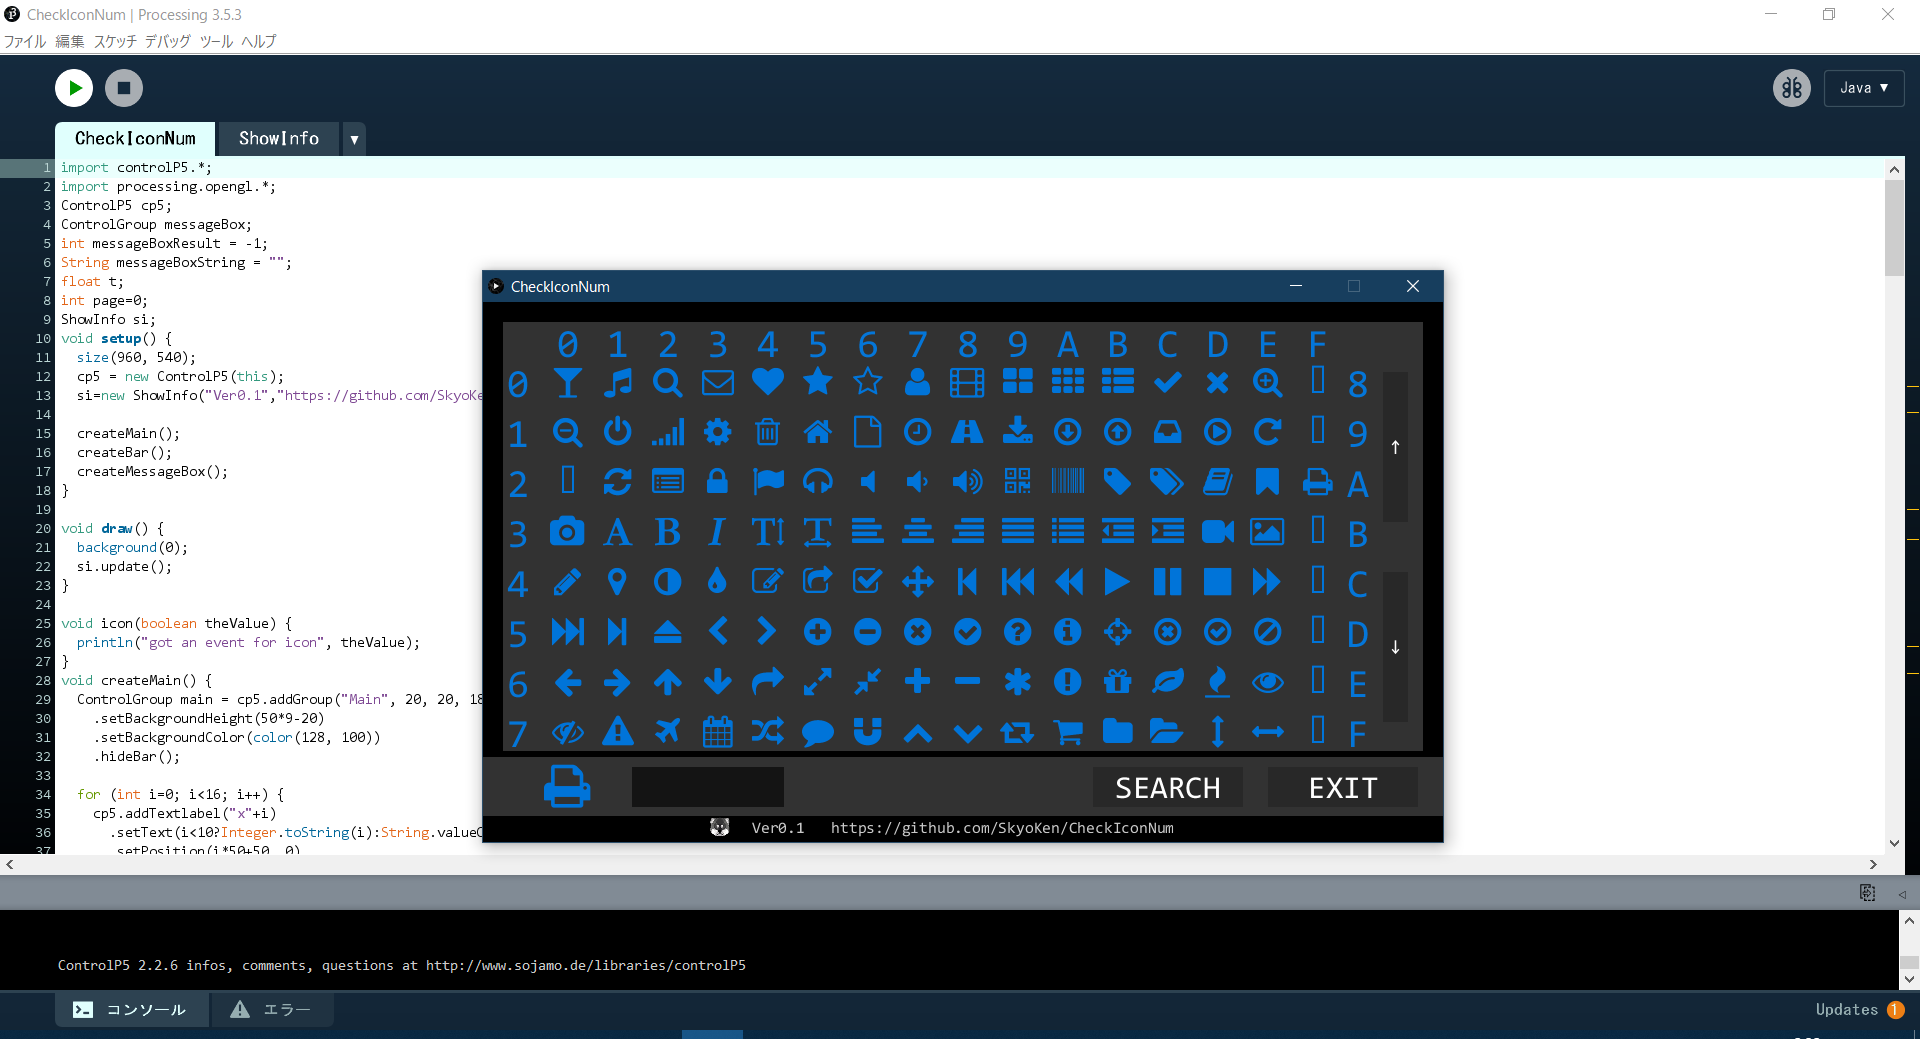 CheckIconNum | Processing 3.5.3
ファイル 編集 スケッチ デバッグ ツール ヘルプ
Java ▼
CheckIconNum ShowInfo ▼
1 import controlP5.*;
2 import processing.opengl.*;
3 ControlP5 cp5;
4 ControlGroup messageBox;
5 int messageBoxResult = -1;
6 String messageBoxString = "";
7 float t;
8 int page=0;
9 ShowInfo si;
10 void setup() {
11 size(960, 540);
12 cp5 = new ControlP5(this);
13 si=new ShowInfo("Ver0.1","https://github.com/SkyoKe
14
15 createMain();
16 createBar();
17 createMessageBox();
18 }
19
20 void draw() {
21 background(0);
22 si.update();
23 }
24
25 void icon(boolean theValue) {
26 println("got an event for icon", theValue);
27 }
28 void createMain() {
29 ControlGroup main = cp5.addGroup("Main", 20, 20, 18
30 .setBackgroundHeight(50*9-20)
31 .setBackgroundColor(color(128, 100))
32 .hideBar();
33
34 for (int i=0; i<16; i++) {
35 cp5.addTextlabel("x"+i)
36 .setText(i<10?Integer.toString(i):String.valueO
37 .setPosition(i*50+50, 0)
CheckIconNum
0 1 2 3 4 5 6 7 8 9 A B C D E F
0 8
1 9
2 A
3 A B I T T B
4 C
5 D
6 E
7 F
↑
↓
SEARCH EXIT
Ver0.1 https://github.com/SkyoKen/CheckIconNum
ControlP5 2.2.6 infos, comments, questions at http://www.sojamo.de/libraries/controlP5
コンソール エラー
Updates 1